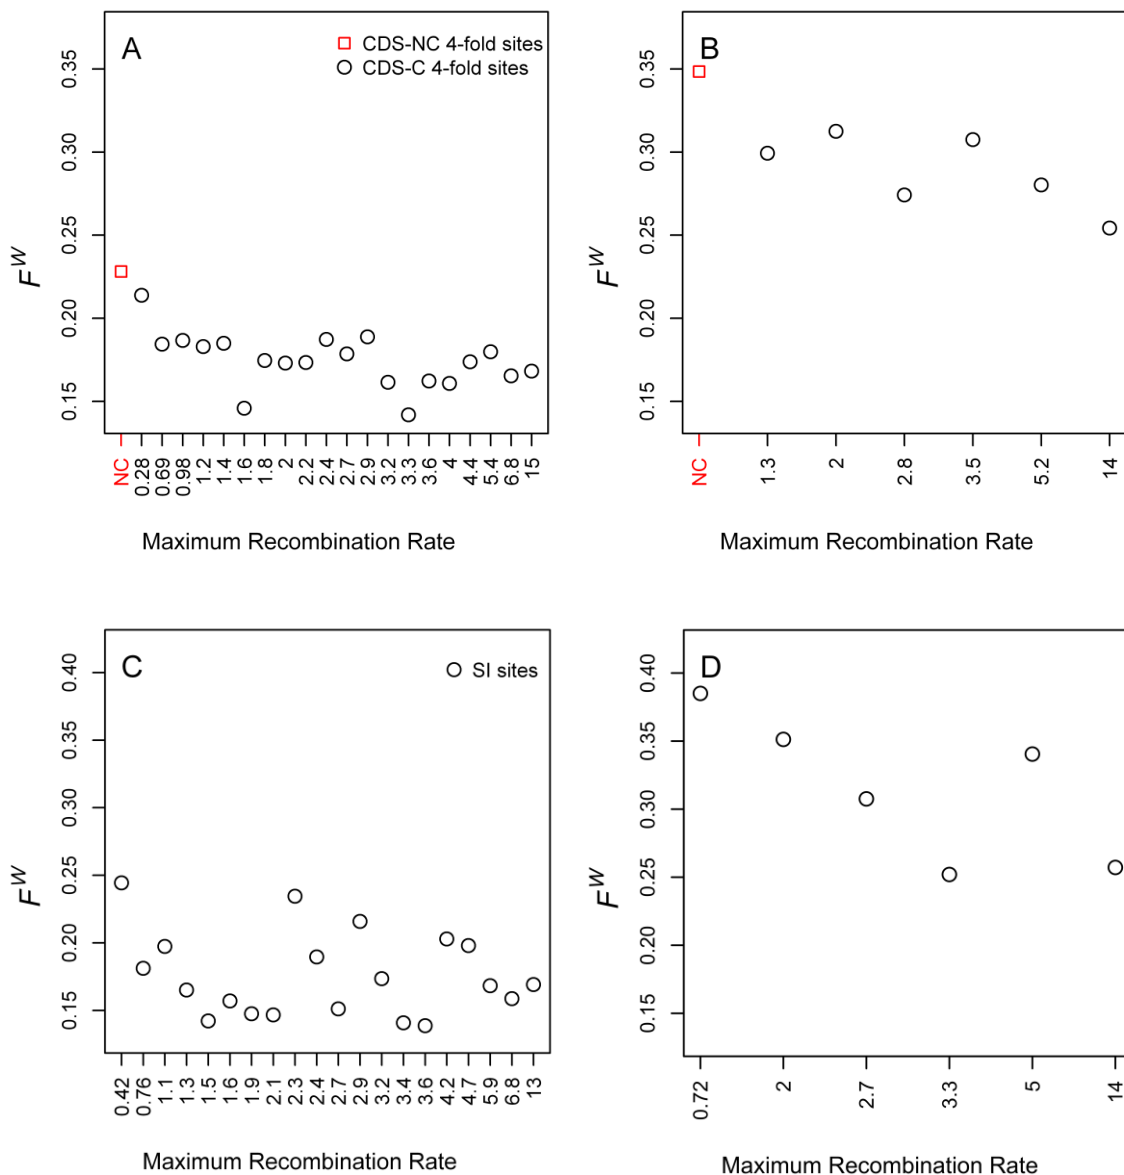 A
CDS-NC 4-fold sites
CDS-C 4-fold sites
F^W
0.15 0.20 0.25 0.30 0.35
NC 0.28 0.69 0.98 1.2 1.4 1.6 1.8 2 2.2 2.4 2.7 2.9 3.2 3.3 3.6 4 4.4 5.4 6.8 15
Maximum Recombination Rate
B
F^W
0.15 0.20 0.25 0.30 0.35
NC 1.3 2 2.8 3.5 5.2 14
Maximum Recombination Rate
C
SI sites
F^W
0.15 0.20 0.25 0.30 0.35 0.40
0.42 0.76 1.1 1.3 1.5 1.6 1.9 2.1 2.3 2.4 2.7 2.9 3.2 3.4 3.6 4.2 4.7 5.9 6.8 13
Maximum Recombination Rate
D
F^W
0.15 0.20 0.25 0.30 0.35 0.40
0.72 2 2.7 3.3 5 14
Maximum Recombination Rate